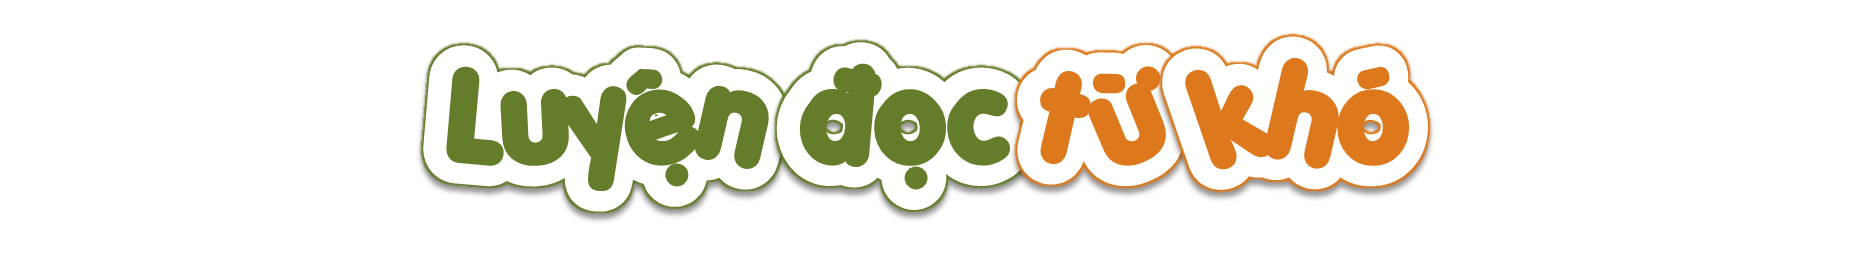 Luyện đọc từ khó